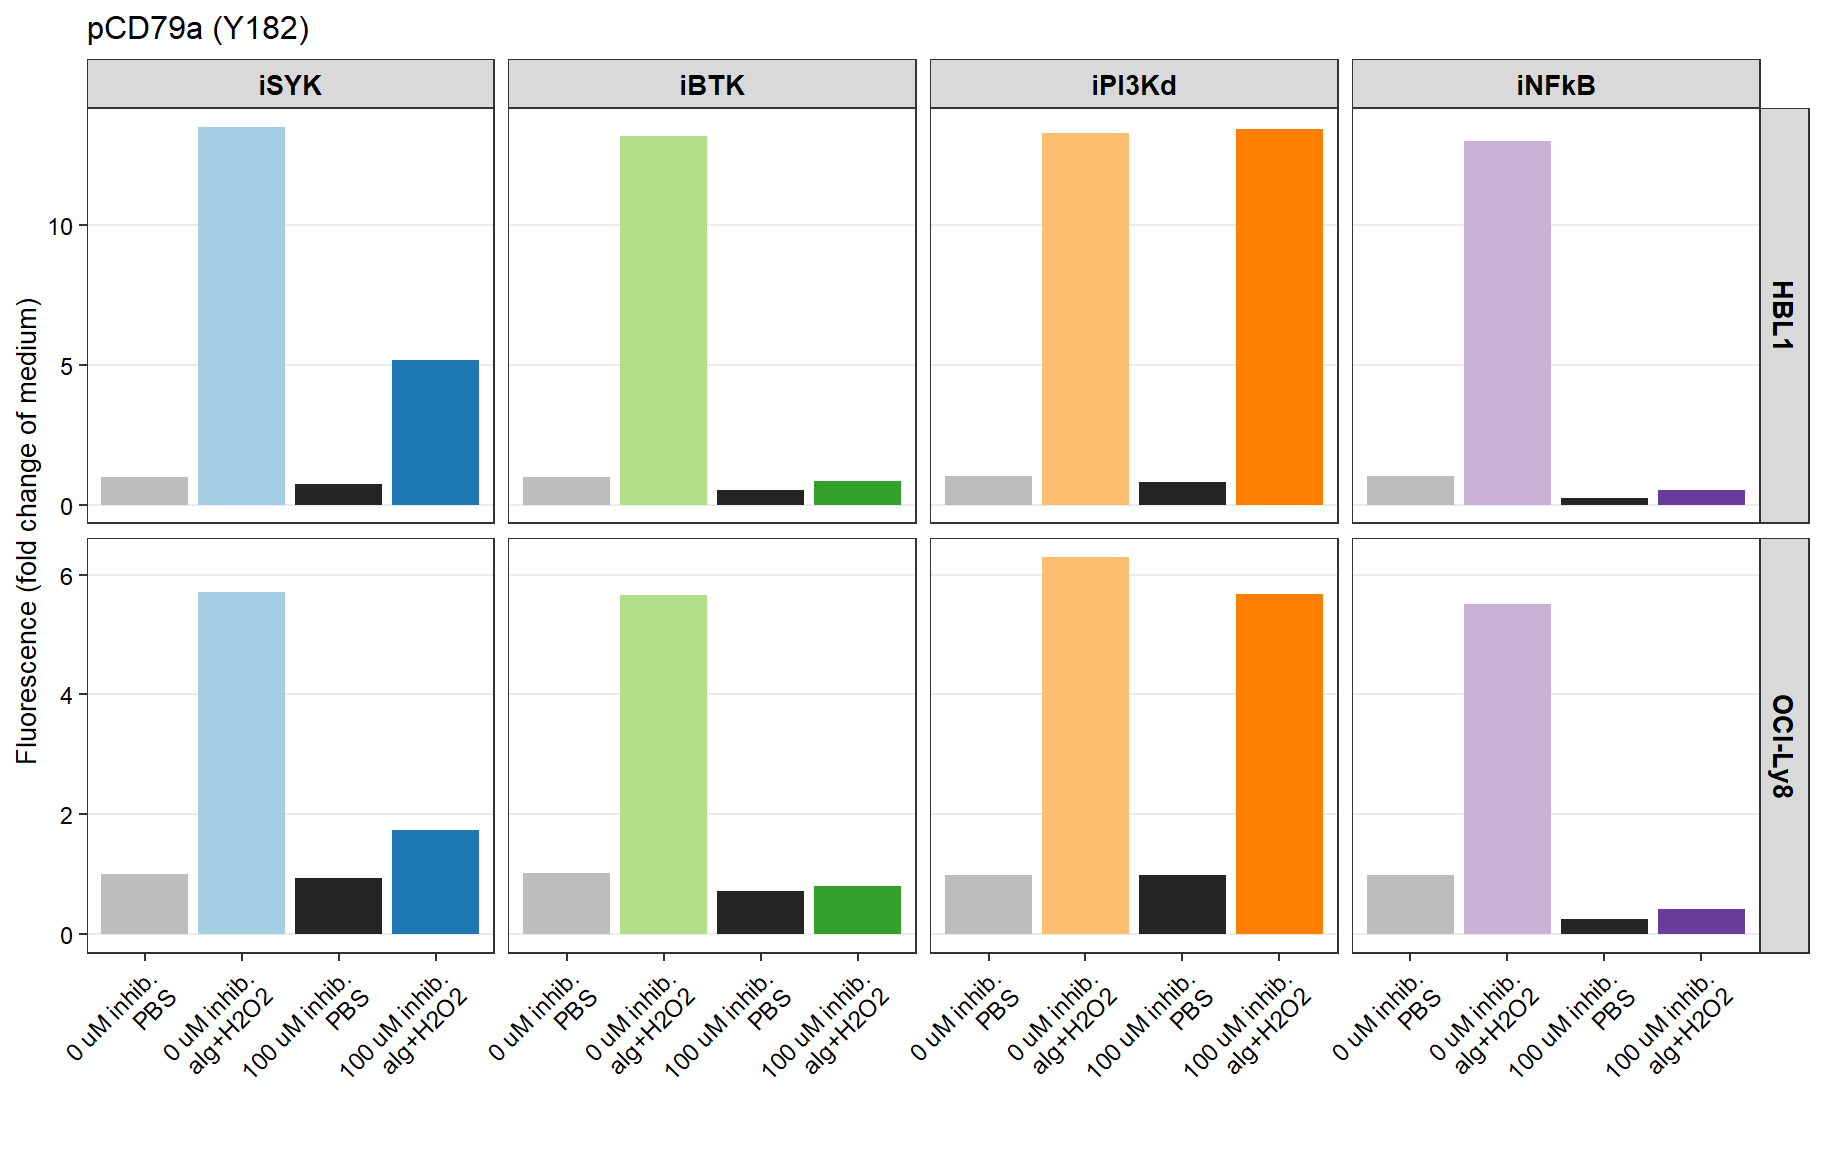 pCD79a (Y182)
iSYK
iBTK
iPI3Kd
iNFkB
Fluorescence (fold change of medium)
10
5
0
HBL1
6
4
2
0
OCI-Ly8
0 uM inhib.
PBS
0 uM inhib.
alg+H2O2
100 uM inhib.
PBS
100 uM inhib.
alg+H2O2
0 uM inhib.
PBS
0 uM inhib.
alg+H2O2
100 uM inhib.
PBS
100 uM inhib.
alg+H2O2
0 uM inhib.
PBS
0 uM inhib.
alg+H2O2
100 uM inhib.
PBS
100 uM inhib.
alg+H2O2
0 uM inhib.
PBS
0 uM inhib.
alg+H2O2
100 uM inhib.
PBS
100 uM inhib.
alg+H2O2